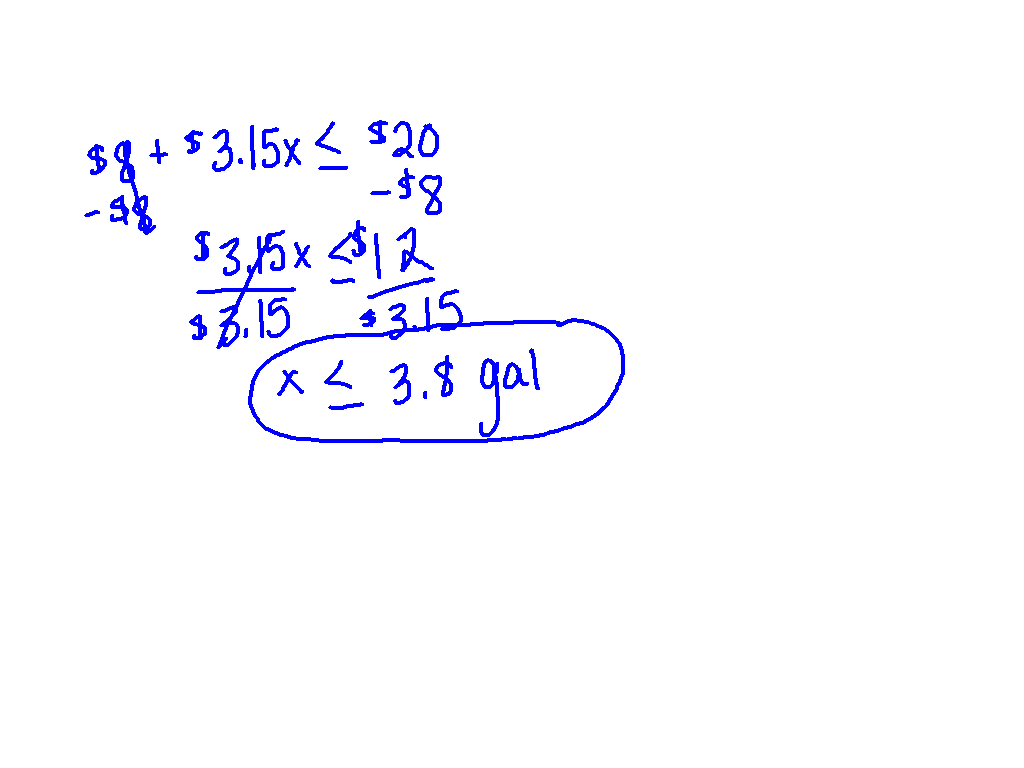 $8 + $3.15x ≤ $20
-$8 -$8
$3.15x ≤ $12
$3.15 $3.15
x ≤ 3.8 gal